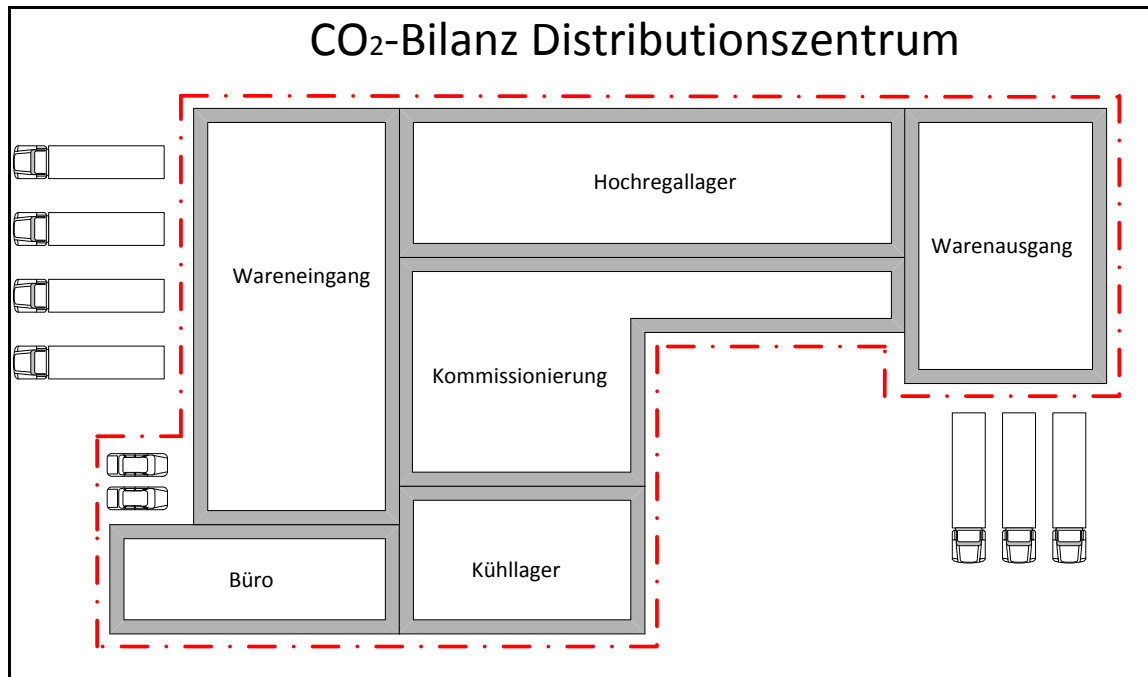 CO₂-Bilanz Distributionszentrum
Hochregallager
Warenausgang
Wareneingang
Kommissionierung
Kühllager
Büro